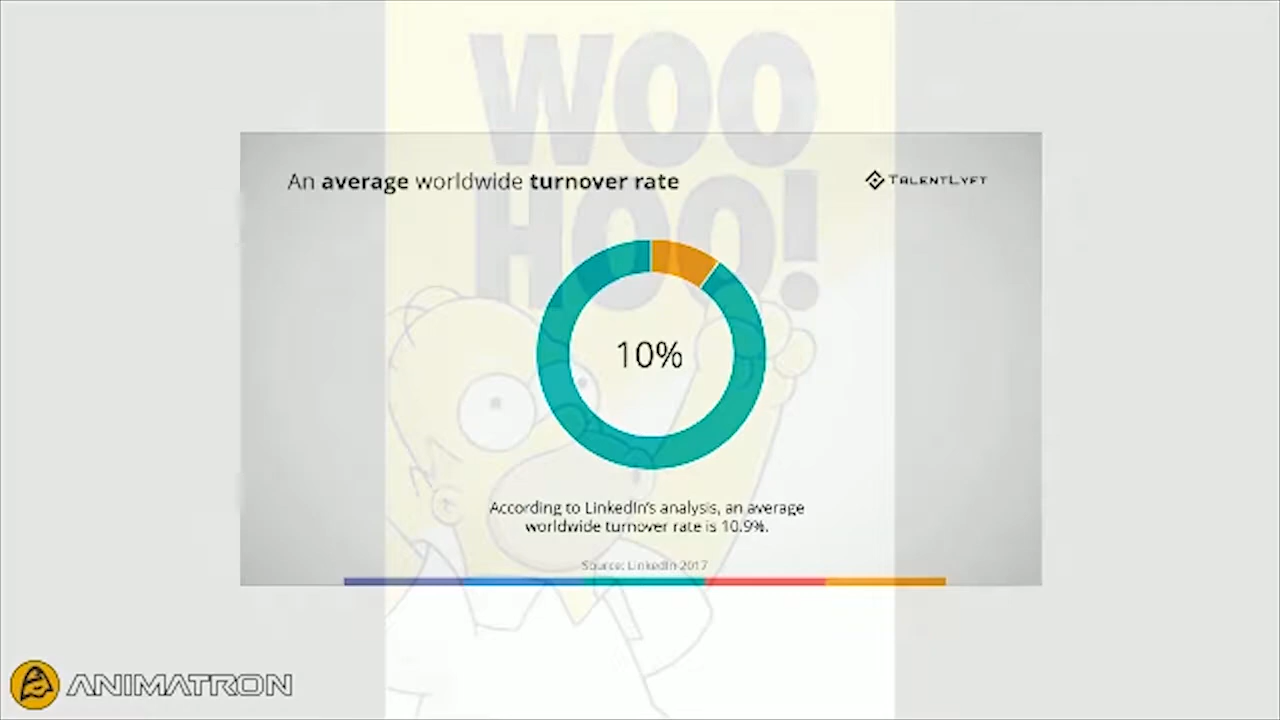 WOO
HOO!
An average worldwide turnover rate
TALENTLYFT
10%
According to LinkedIn's analysis, an average
worldwide turnover rate is 10.9%.
Source: LinkedIn 2017
ANIMATRON